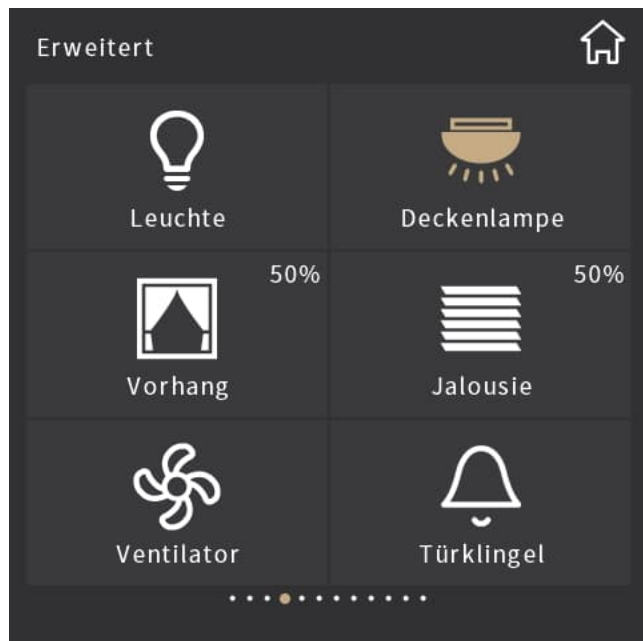 Erweitert
Leuchte
Deckenlampe
50%
50%
Vorhang
Jalousie
Ventilator
Türklingel